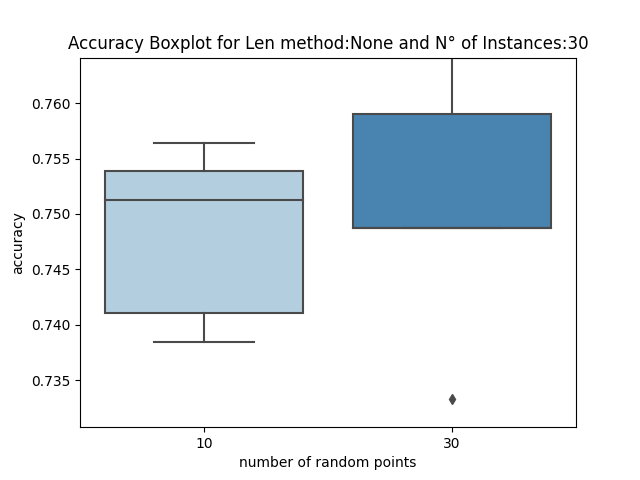 Accuracy Boxplot for Len method:None and N° of Instances:30
0.760
0.755
0.750
0.745
0.740
0.735
accuracy
10 30
number of random points